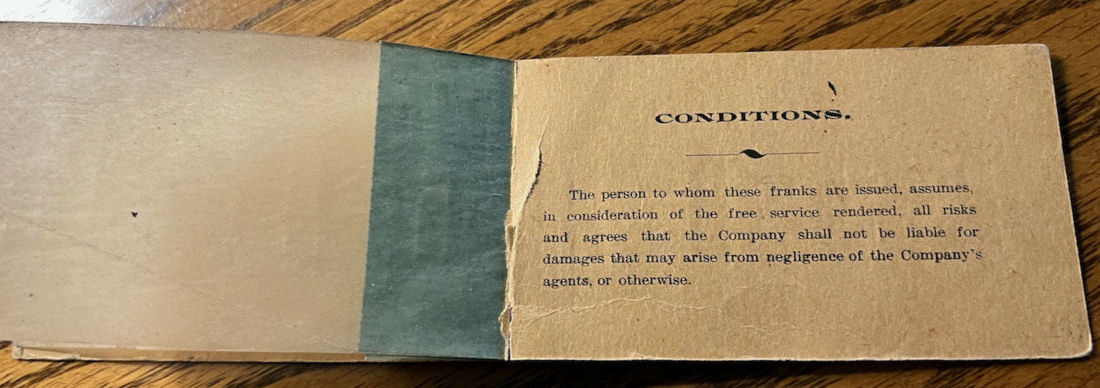 CONDITIONS.
The person to whom these franks are issued, assumes,
in consideration of the free service rendered, all risks
and agrees that the Company shall not be liable for
damages that may arise from negligence of the Company's
agents, or otherwise.